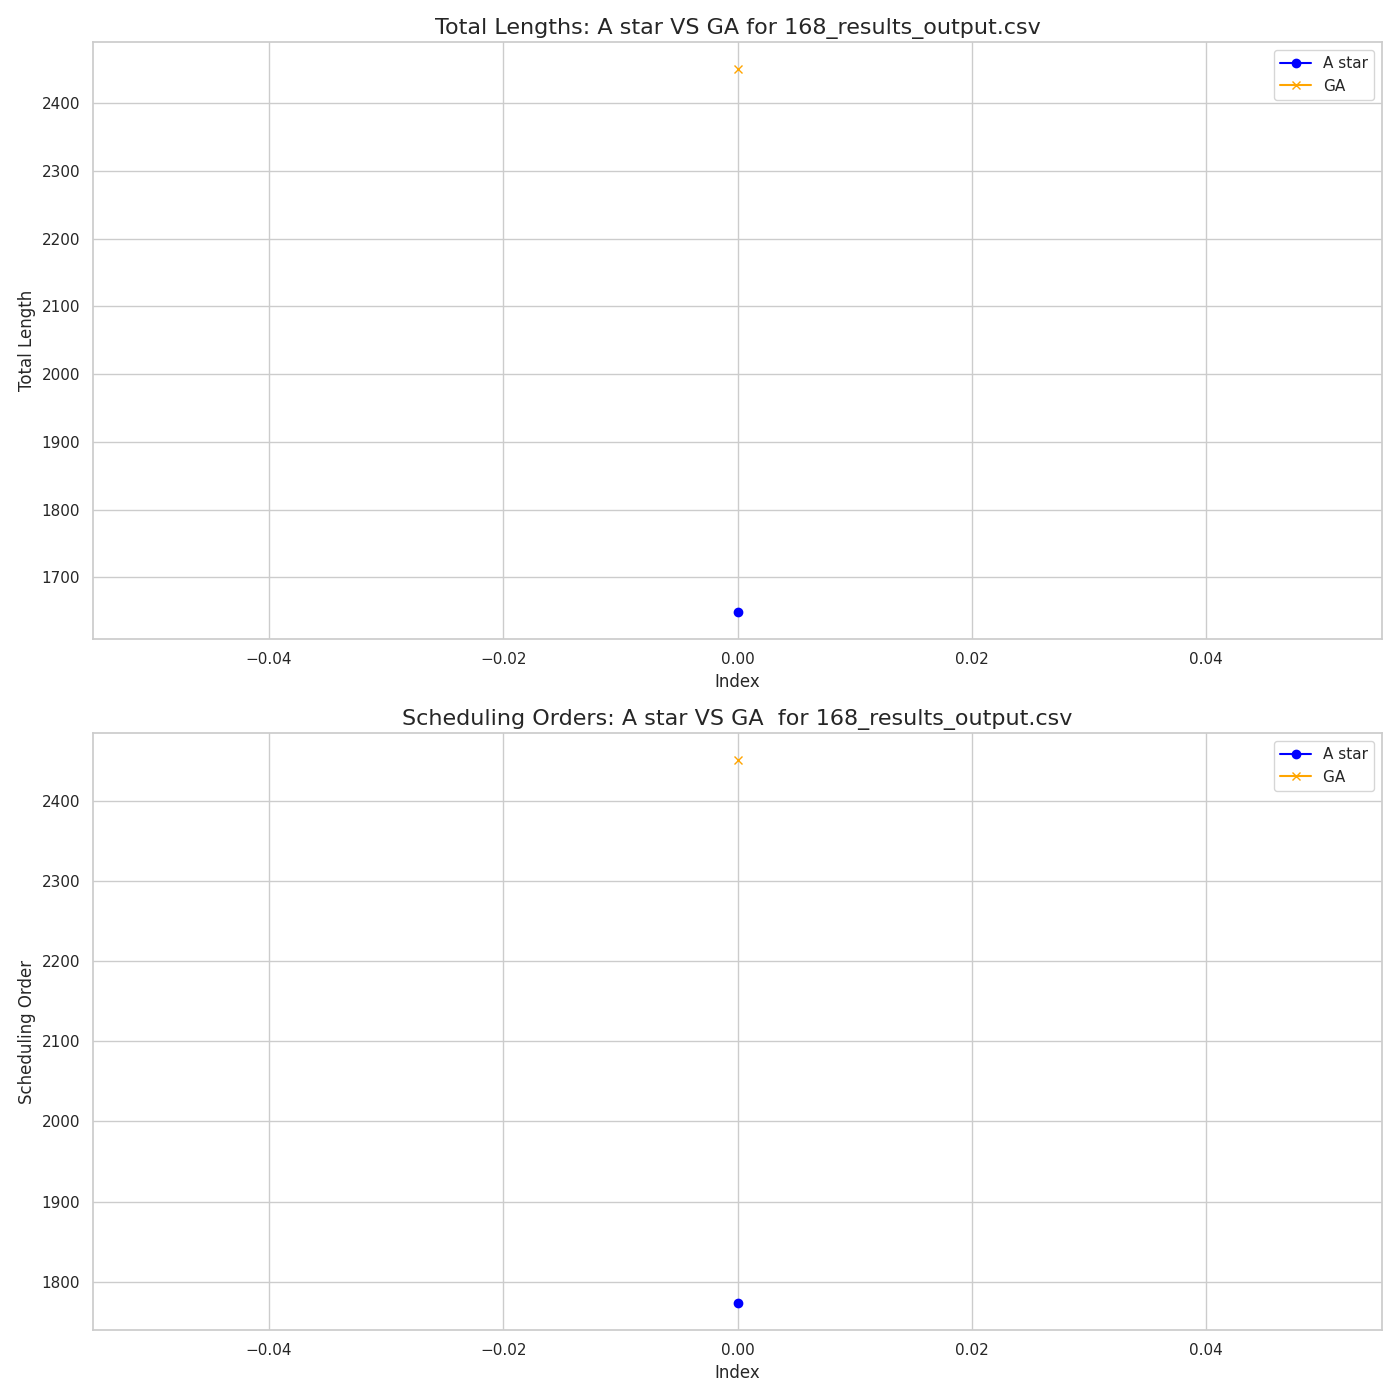 Total Lengths: A star VS GA for 168_results_output.csv
A star
GA
2400
2300
2200
2100
2000
1900
1800
1700
Total Length
−0.04 −0.02 0.00 0.02 0.04
Index
Scheduling Orders: A star VS GA  for 168_results_output.csv
A star
GA
2400
2300
2200
2100
2000
1900
1800
Scheduling Order
−0.04 −0.02 0.00 0.02 0.04
Index